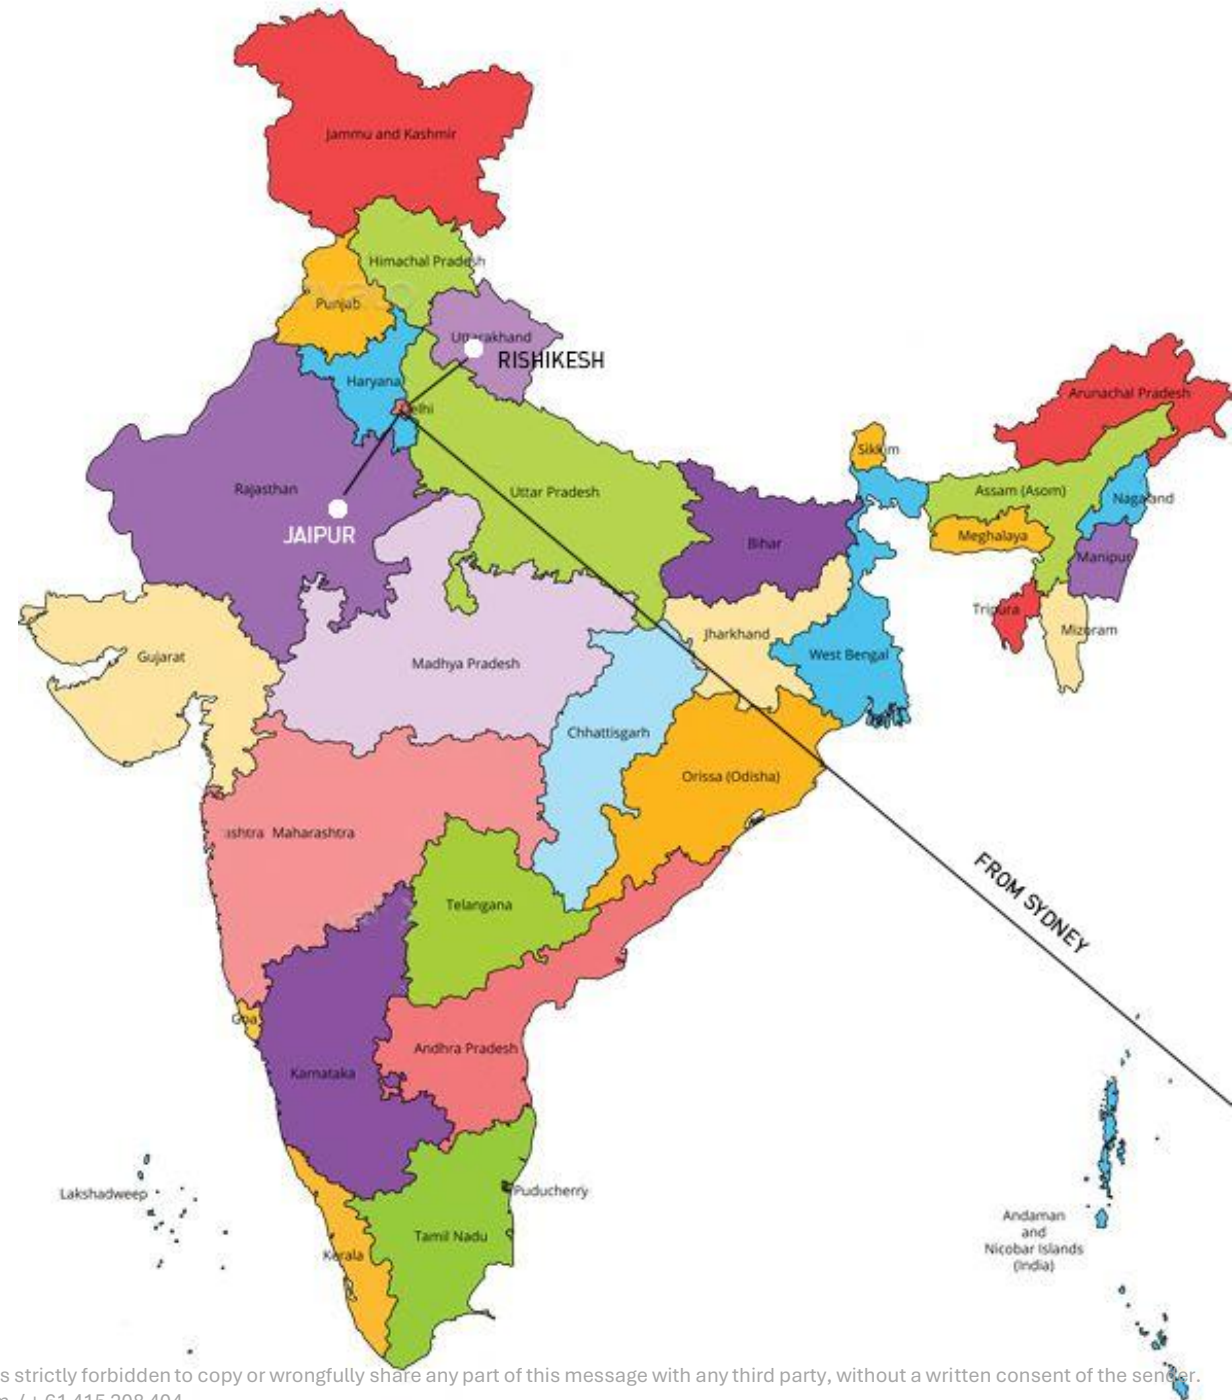 Jammu and Kashmir
Himachal Pradesh
Punjab
Uttarakhand
RISHIKESH
Haryana
Delhi
Arunachal Pradesh
Sikkim
Rajasthan
Uttar Pradesh
Assam (Asom)
Nagaland
JAIPUR
Bihar
Meghalaya
Manipur
Tripura
Mizoram
Jharkhand
Gujarat
Madhya Pradesh
West Bengal
Chhattisgarh
Orissa (Odisha)
ashtra Maharashtra
Telangana
FROM SYDNEY
Goa
Andhra Pradesh
Karnataka
Lakshadweep
Puducherry
Tamil Nadu
Kerala
Andaman
and
Nicobar Islands
(India)
s strictly forbidden to copy or wrongfully share any part of this message with any third party, without a written consent of the sender.